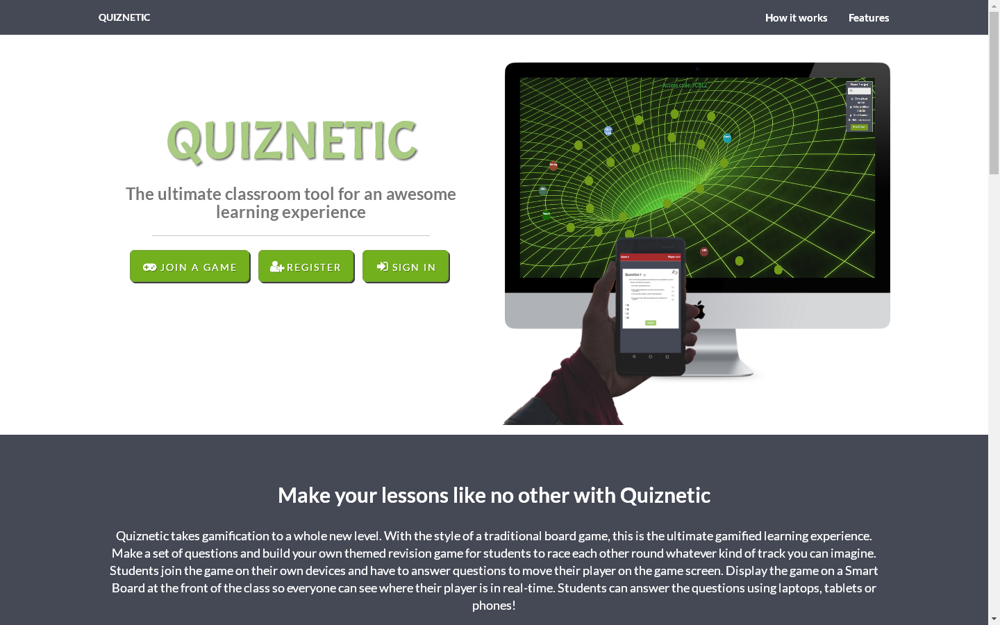 QUIZNETIC
How it works
Features
QUIZNETIC
The ultimate classroom tool for an awesome
learning experience
JOIN A GAME
REGISTER
SIGN IN
Access code: 7CBLZ
Question 1
Make your lessons like no other with Quiznetic
Quiznetic takes gamification to a whole new level. With the style of a traditional board game, this is the ultimate gamified learning experience.
Make a set of questions and build your own themed revision game for students to race each other round whatever kind of track you can imagine.
Students join the game on their own devices and have to answer questions to move their player on the game screen. Display the game on a Smart
Board at the front of the class so everyone can see where their player is in real-time. Students can answer the questions using laptops, tablets or
phones!